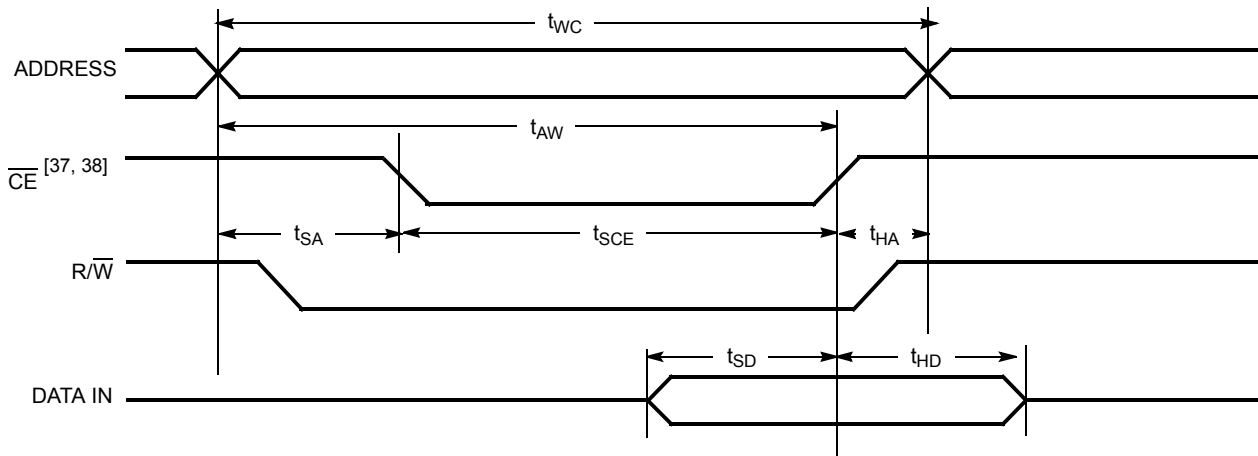 tWC
ADDRESS
tAW
CE [37, 38]
tSA
tSCE
tHA
R/W
tSD
tHD
DATA IN